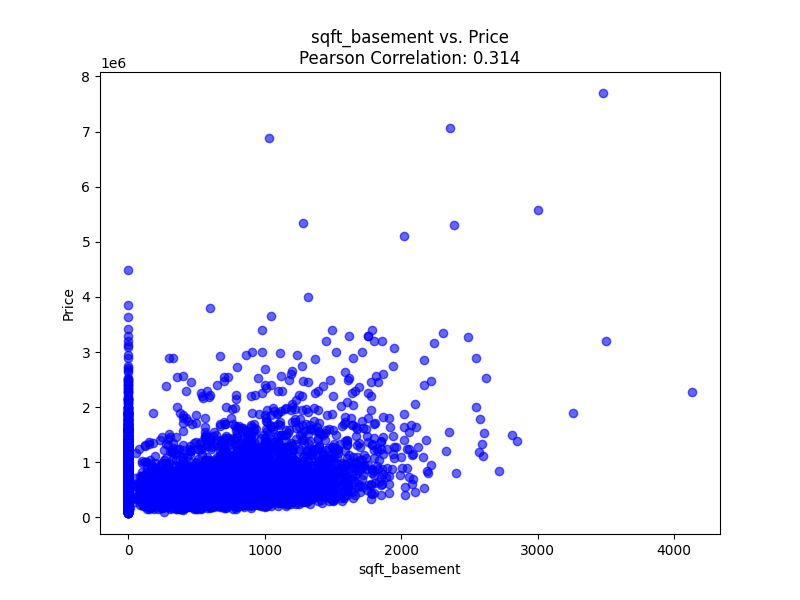 sqft_basement vs. Price
Pearson Correlation: 0.314
1e6
8
7
6
5
4
3
2
1
0
Price
0 1000 2000 3000 4000
sqft_basement